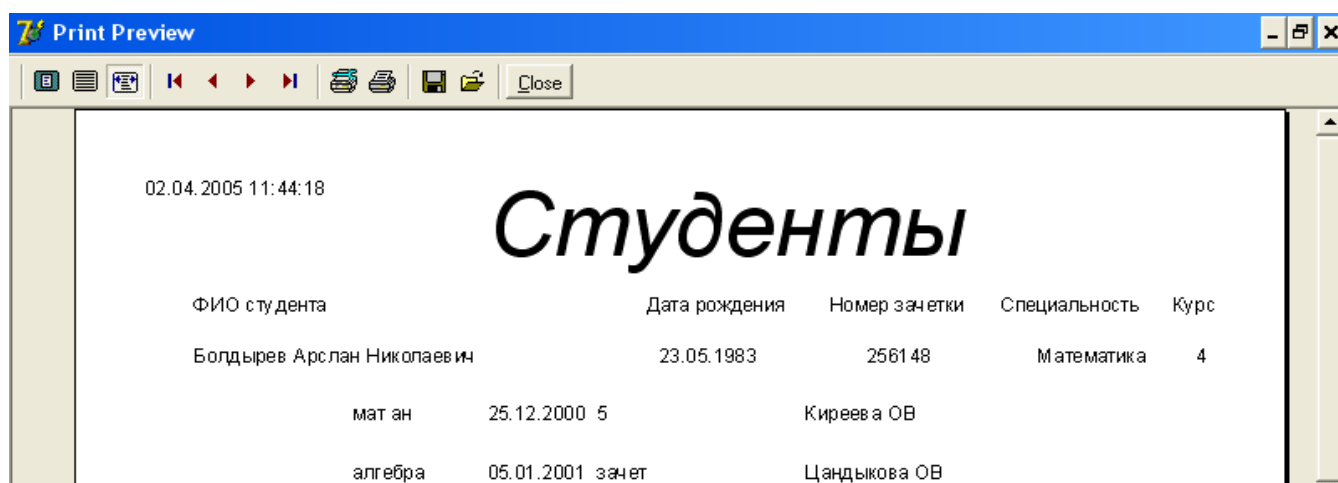 Print Preview
Close
02.04.2005 11:44:18
Студенты
ФИО студента Дата рождения Номер зачетки Специальность Курс
Болдырев Арслан Николаевич 23.05.1983 256148 Математика 4
мат ан 25.12.2000 5 Киреева ОВ
алгебра 05.01.2001 зачет Цандыкова ОВ